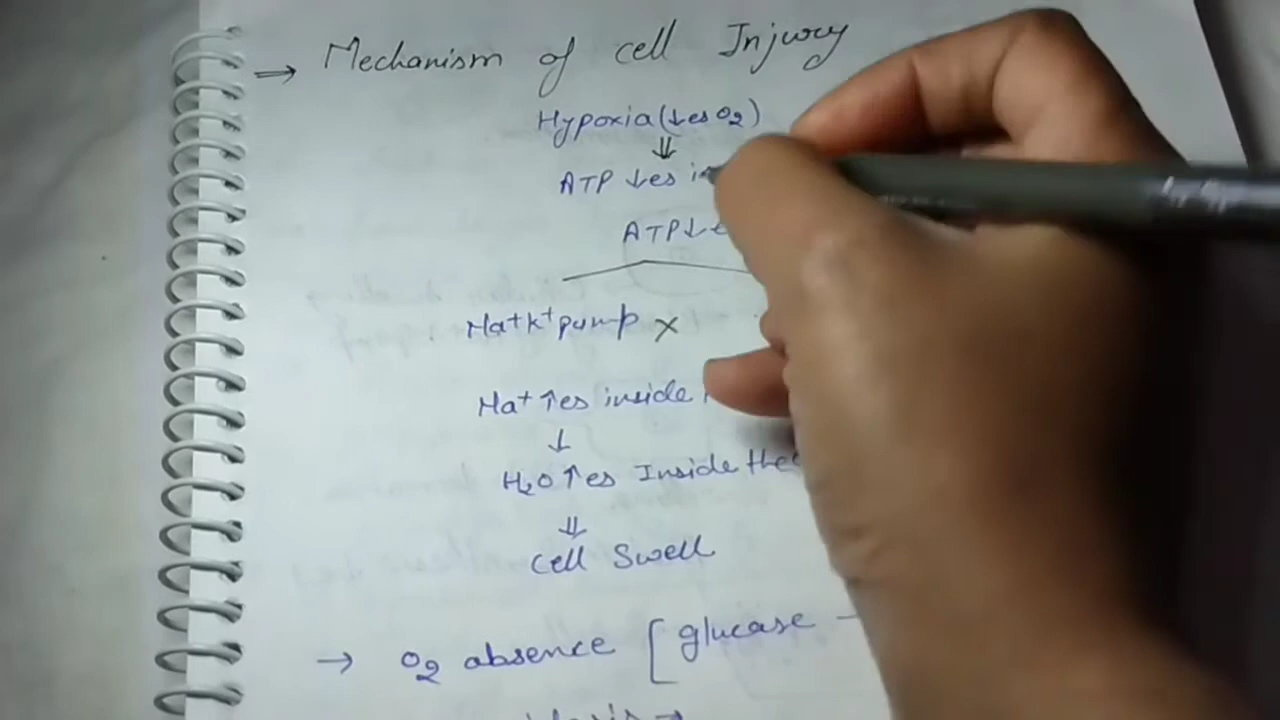 ⇒ Mechanism of cell Injury
Hypoxia (↓es O2)
⇓
ATP ↓es
ATP ↓
Na+ K+ pump ×
Na+ ↑es inside
↓
H2O ↑es Inside the
⇓
Cell Swell
→ O2 absence [glucase